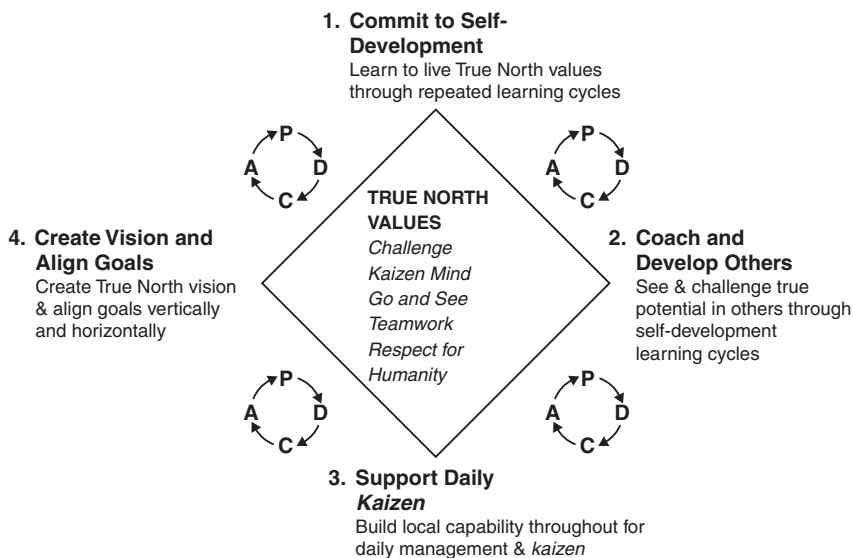 1. Commit to Self-
Development
Learn to live True North values
through repeated learning cycles
P
A D
C
P
A D
C
TRUE NORTH
VALUES
Challenge
Kaizen Mind
Go and See
Teamwork
Respect for
Humanity
4. Create Vision and
Align Goals
Create True North vision
& align goals vertically
and horizontally
2. Coach and
Develop Others
See & challenge true
potential in others through
self-development
learning cycles
P
A D
C
P
A D
C
3. Support Daily
Kaizen
Build local capability throughout for
daily management & kaizen